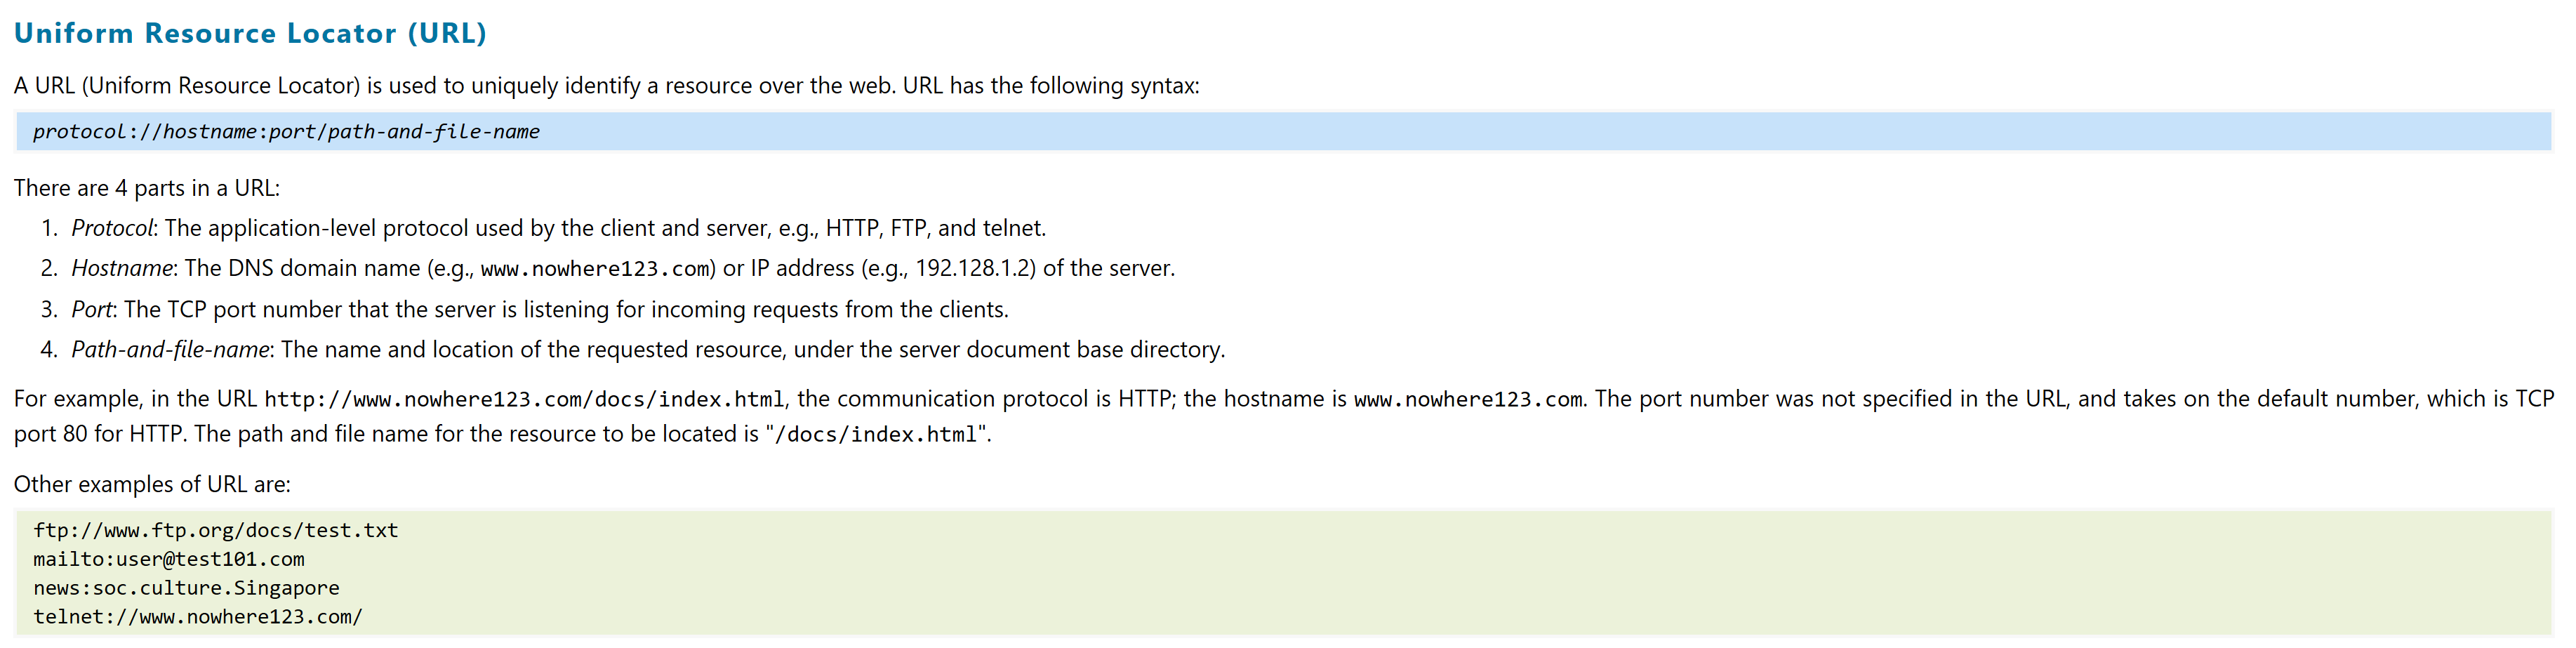 Uniform Resource Locator (URL)
A URL (Uniform Resource Locator) is used to uniquely identify a resource over the web. URL has the following syntax:
protocol://hostname:port/path-and-file-name
There are 4 parts in a URL:
1. Protocol: The application-level protocol used by the client and server, e.g., HTTP, FTP, and telnet.
2. Hostname: The DNS domain name (e.g., www.nowhere123.com) or IP address (e.g., 192.128.1.2) of the server.
3. Port: The TCP port number that the server is listening for incoming requests from the clients.
4. Path-and-file-name: The name and location of the requested resource, under the server document base directory.
For example, in the URL http://www.nowhere123.com/docs/index.html, the communication protocol is HTTP; the hostname is www.nowhere123.com. The port number was not specified in the URL, and takes on the default number, which is TCP
port 80 for HTTP. The path and file name for the resource to be located is "/docs/index.html".
Other examples of URL are:
ftp://www.ftp.org/docs/test.txt
mailto:user@test101.com
news:soc.culture.Singapore
telnet://www.nowhere123.com/